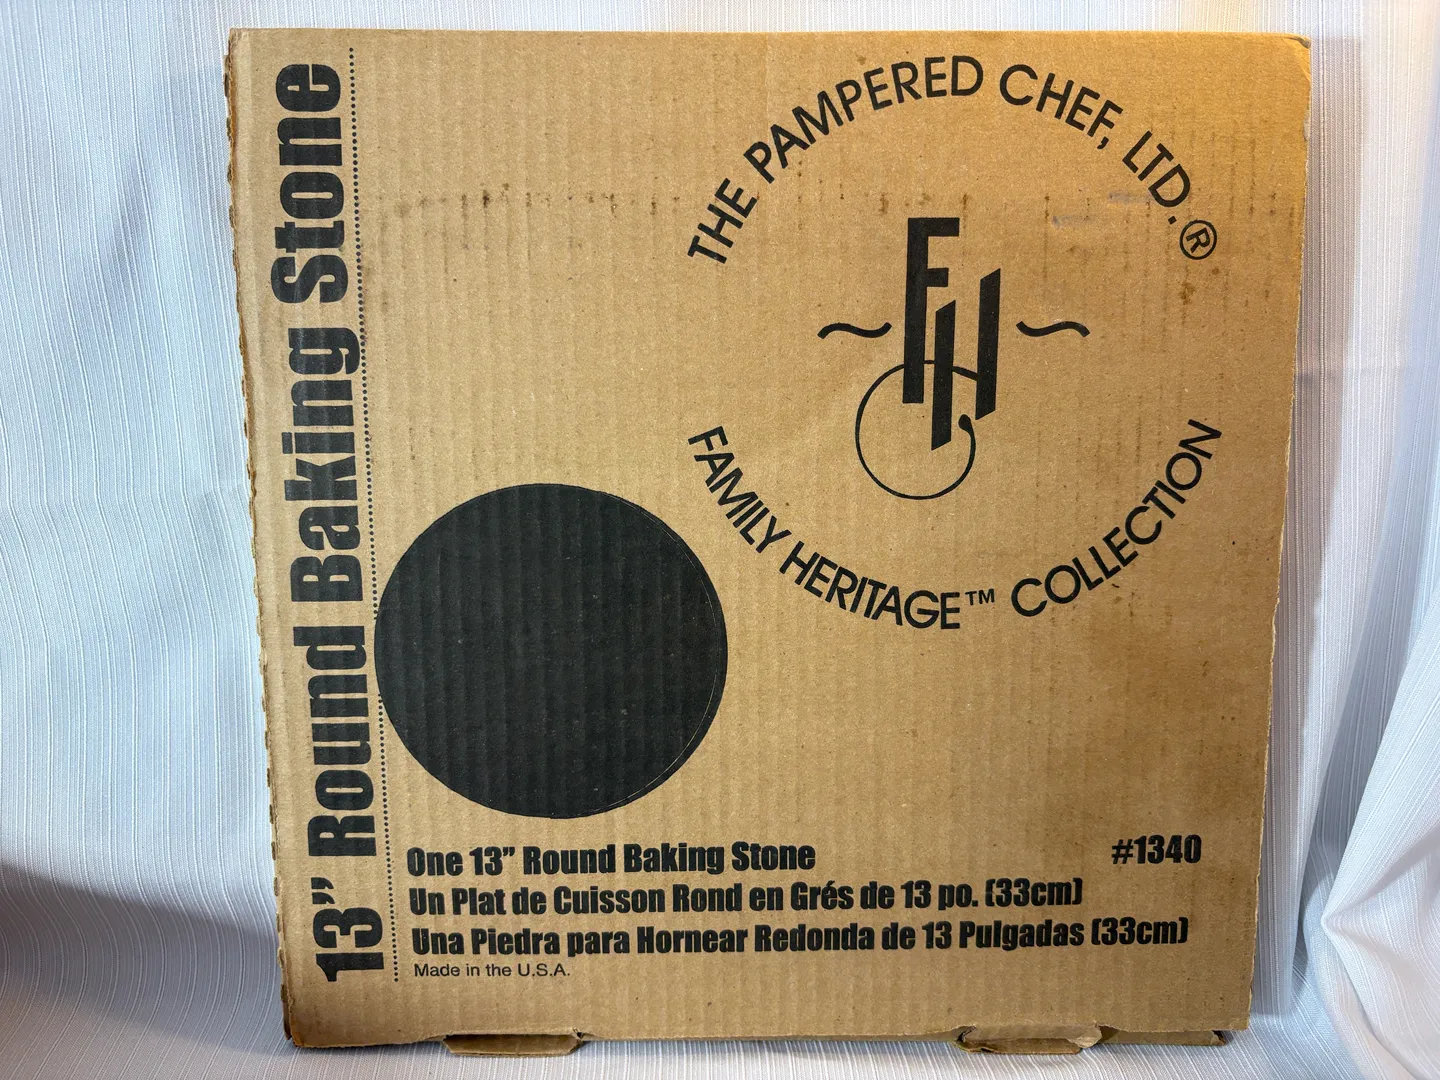 13” Round Baking Stone
THE PAMPERED CHEF, LTD.®
FH
FAMILY HERITAGE™ COLLECTION
One 13” Round Baking Stone
#1340
Un Plat de Cuisson Rond en Grés de 13 po. (33cm)
Una Piedra para Hornear Redonda de 13 Pulgadas (33cm)
Made in the U.S.A.